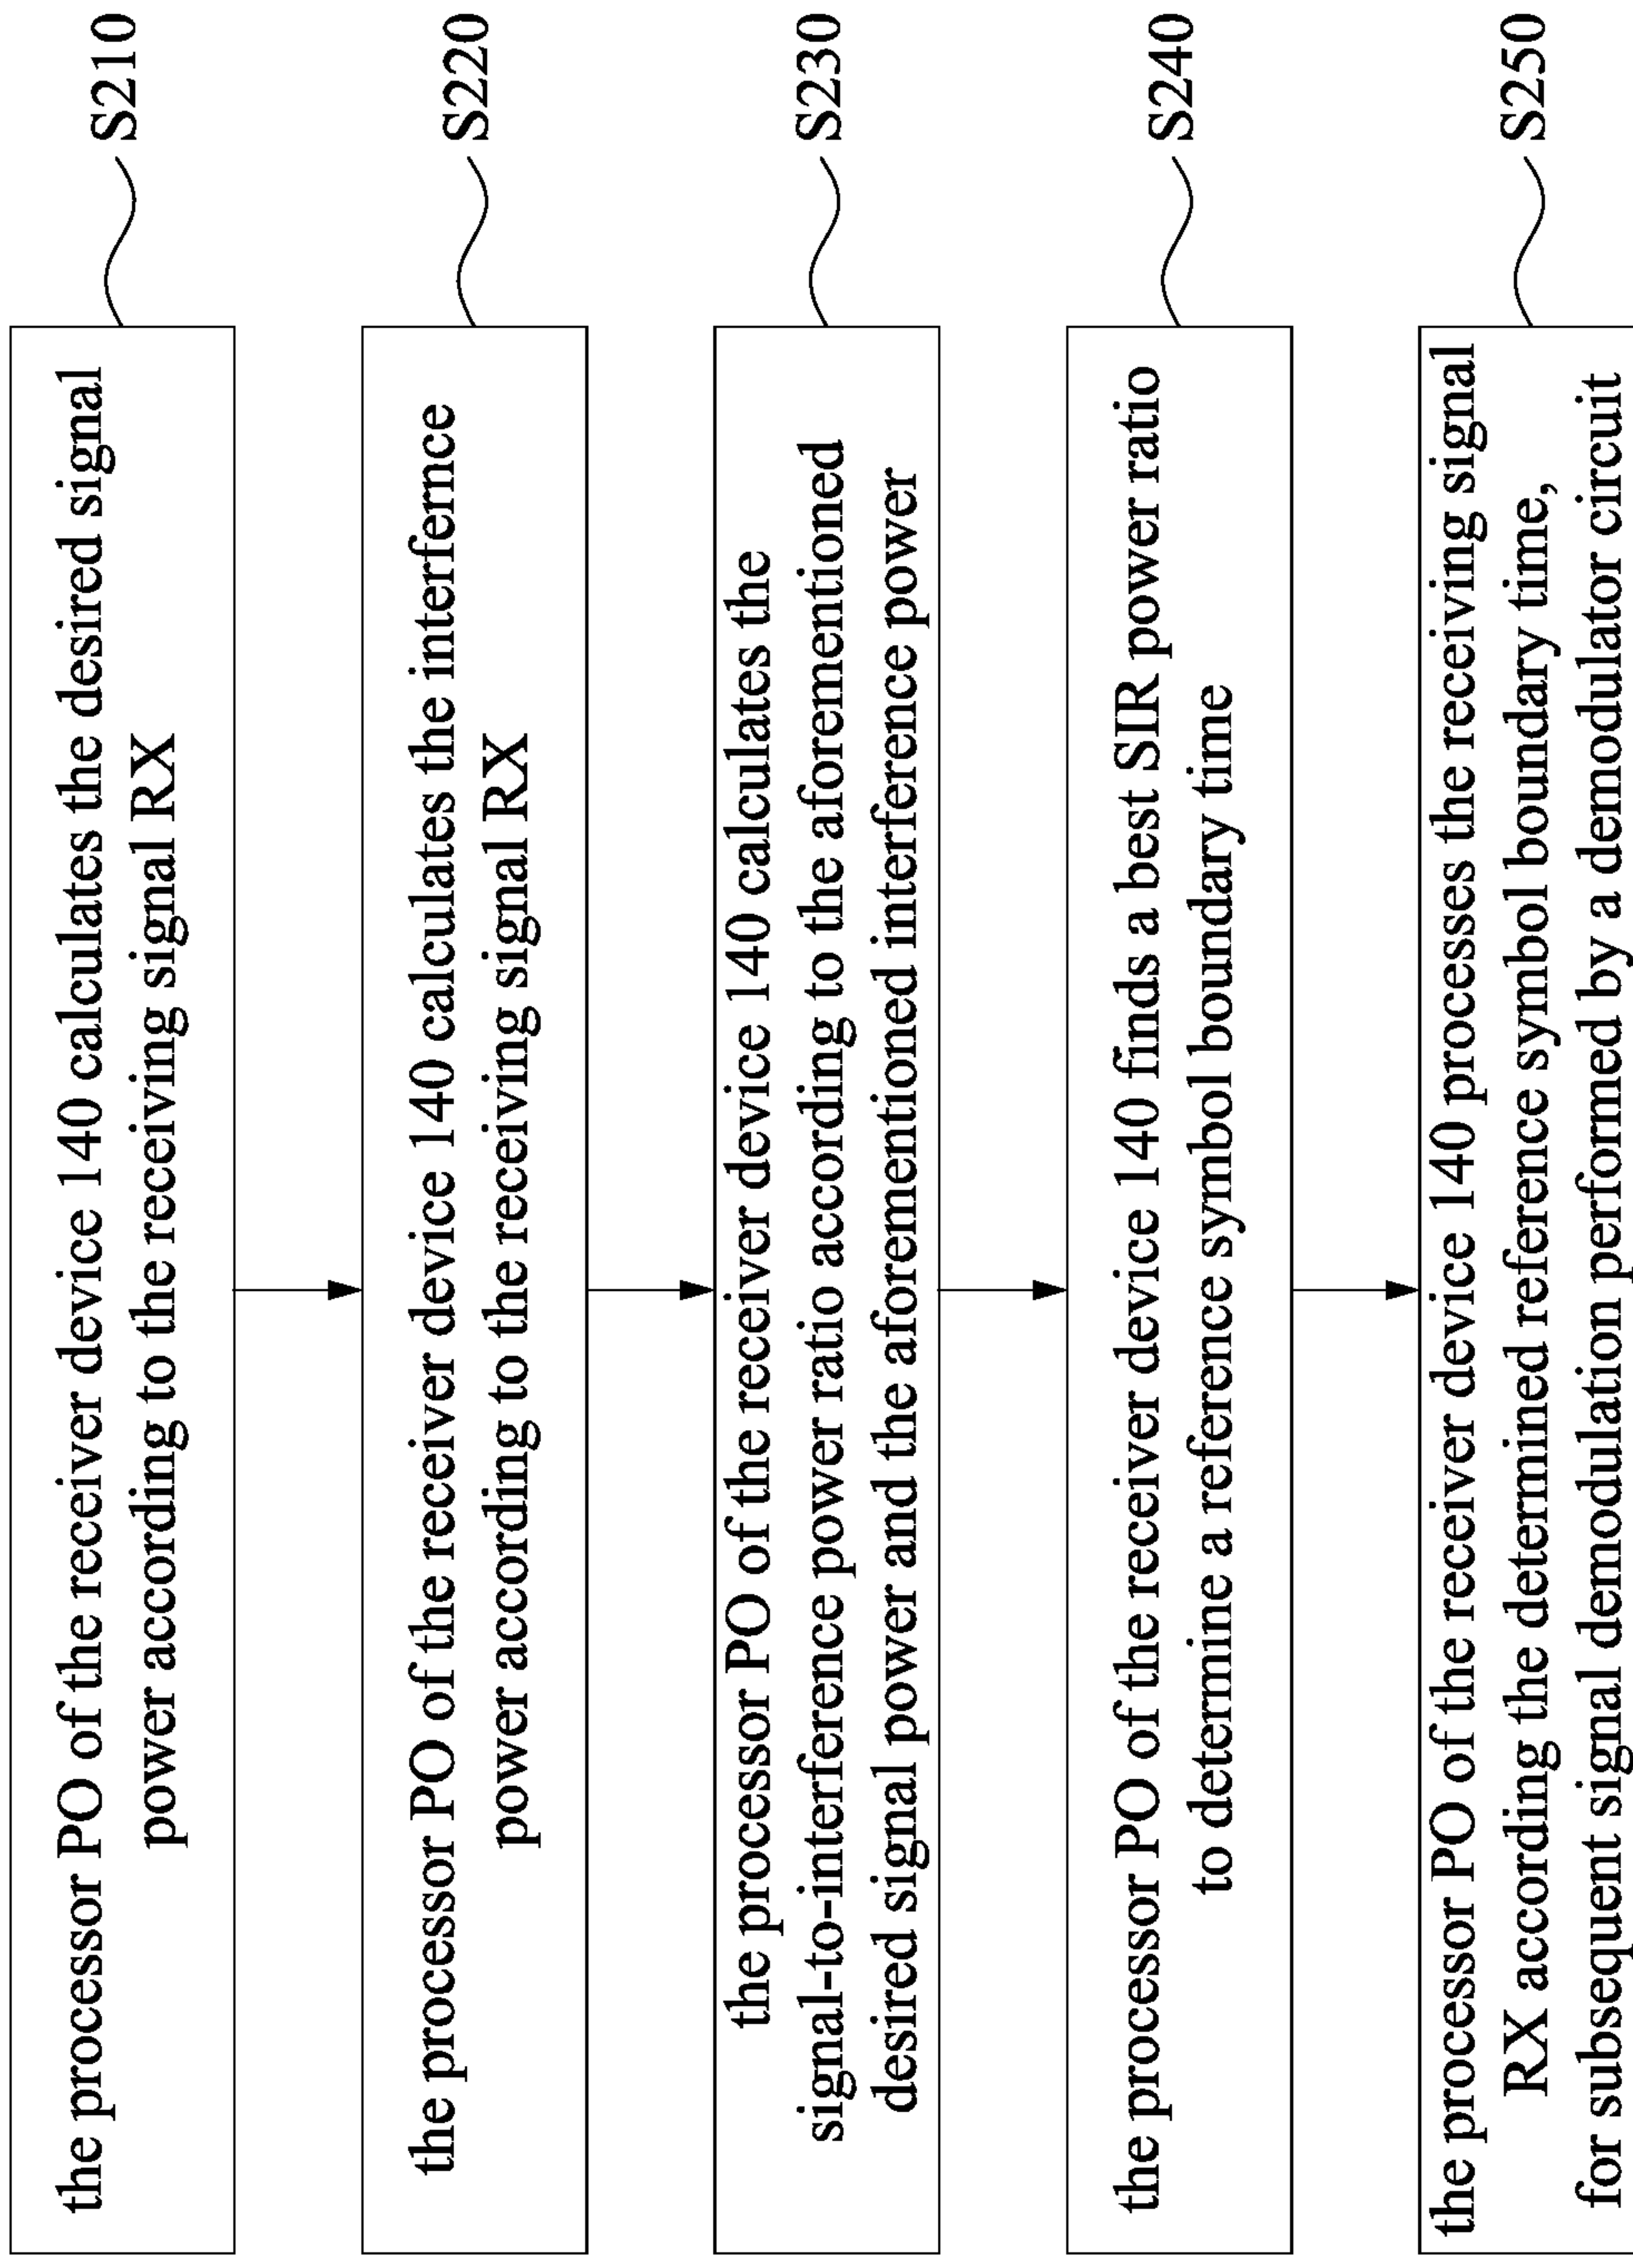 the processor PO of the receiver device 140 calculates the desired signal
power according to the receiving signal RX
S210
the processor PO of the receiver device 140 calculates the interfernce
power according to the receiving signal RX
S220
the processor PO of the receiver device 140 calculates the
signal-to-interference power ratio according to the aforementioned
desired signal power and the aforementioned interference power
S230
the processor PO of the receiver device 140 finds a best SIR power ratio
to determine a reference symbol boundary time
S240
the processor PO of the receiver device 140 processes the receiving signal
RX according the determined reference symbol boundary time,
for subsequent signal demodulation performed by a demodulator circuit
S250